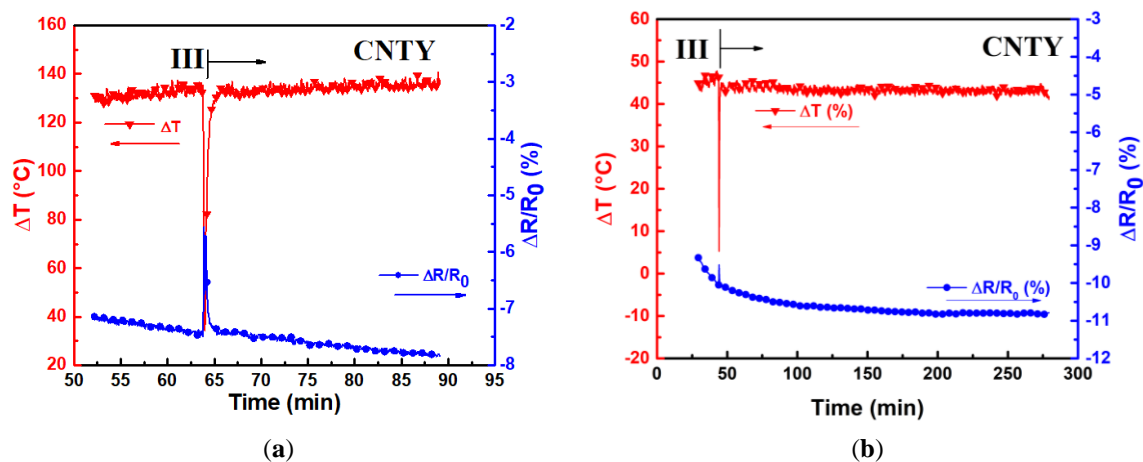 160
140
120
100
80
60
40
20
ΔT (°C)
III
CNTY
ΔT
ΔR/R0
-2
-3
-4
-5
-6
-7
-8
ΔR/R0 (%)
50 55 60 65 70 75 80 85 90 95
Time (min)
(a)
60
50
40
30
20
10
0
-10
-20
ΔT (°C)
III
CNTY
ΔT (%)
ΔR/R0 (%)
-3
-4
-5
-6
-7
-8
-9
-10
-11
-12
ΔR/R0 (%)
0 50 100 150 200 250 300
Time (min)
(b)